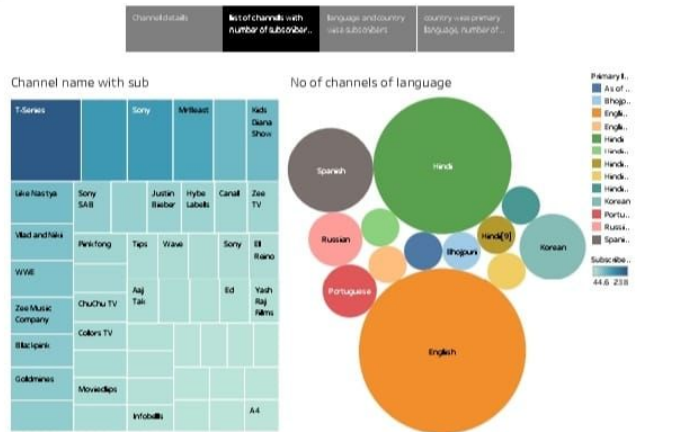 Channel details
list of channels with
number of subscriber..
language and country
wise subscribers
country wise primary
language, number of ..
Channel name with sub
No of channels of language
T-Series
Sony
MrBeast
Kids
Diana
Show
Like Nastya
Sony
SAB
Justin
Bieber
Hybe
Labels
Canal
Zee
TV
Vlad and Niki
Pinkfong
Tips
Wave
Sony
El
Reino
WWE
Aaj
Tak
Ed
Yash
Raj
Films
Zee Music
Company
ChuChu TV
Blackpink
Colors TV
Goldmines
Movieclips
Infobells
A4
Spanish
Hindi
Russian
Bhojpuri
Hindi[9]
Korean
Portuguese
English
Primary l..
As of ..
Bhojp..
Engli..
Engli..
Hindi
Hindi..
Hindi..
Hindi..
Hindi..
Korean
Portu..
Russi..
Spani..
Subscribe..
44.6 238